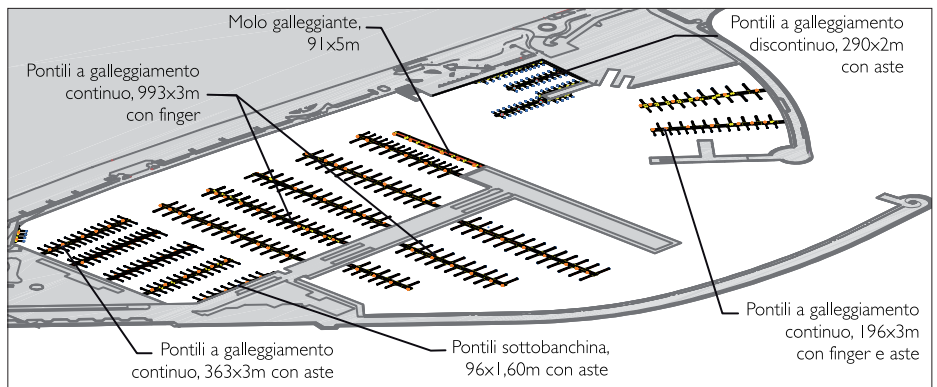 Molo galleggiante,
91x5m
Pontili a galleggiamento
discontinuo, 290x2m
con aste
Pontili a galleggiamento
continuo, 993x3m
con finger
Pontili a galleggiamento
continuo, 363x3m con aste
Pontili sottobanchina,
96x1,60m con aste
Pontili a galleggiamento
continuo, 196x3m
con finger e aste